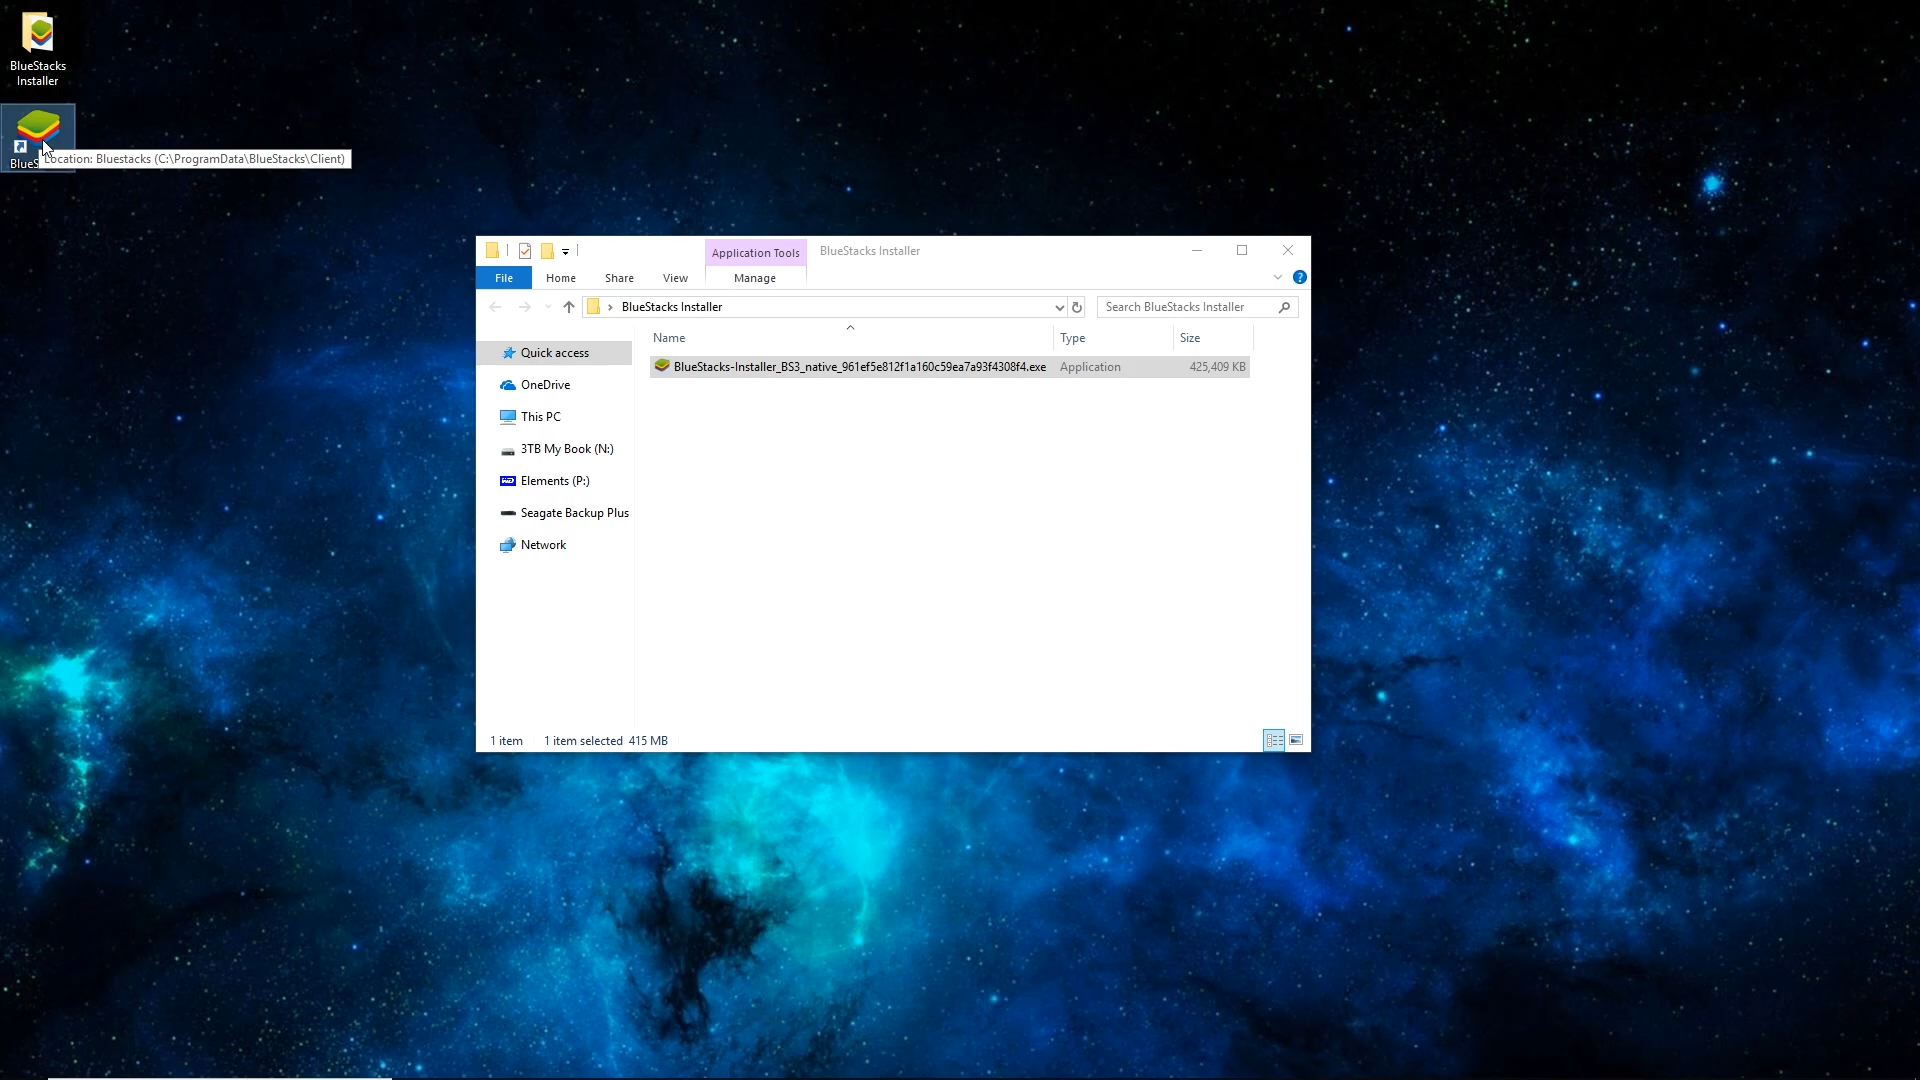 BlueStacks
Installer
BlueS
Location: Bluestacks (C:\ProgramData\BlueStacks\Client)
Application Tools
BlueStacks Installer
File
Home
Share
View
Manage
BlueStacks Installer
Search BlueStacks Installer
Name
Type
Size
Quick access
BlueStacks-Installer_BS3_native_961ef5e812f1a160c59ea7a93f4308f4.exe
Application
425,409 KB
OneDrive
This PC
3TB My Book (N:)
Elements (P:)
Seagate Backup Plus
Network
1 item
1 item selected 415 MB